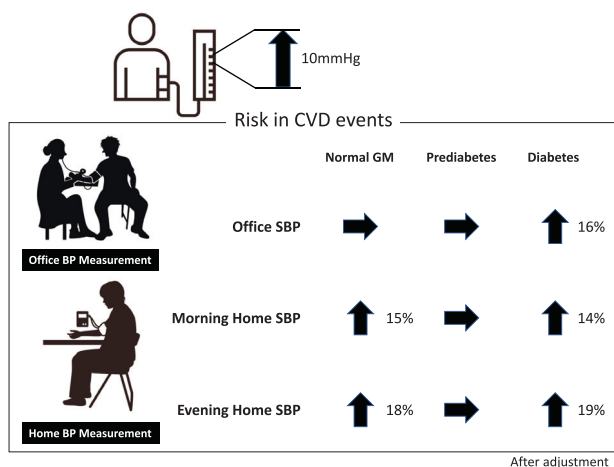 10mmHg
Risk in CVD events
Normal GM Prediabetes Diabetes
Office SBP 16%
Office BP Measurement
Morning Home SBP 15% 14%
Evening Home SBP 18% 19%
Home BP Measurement
After adjustment